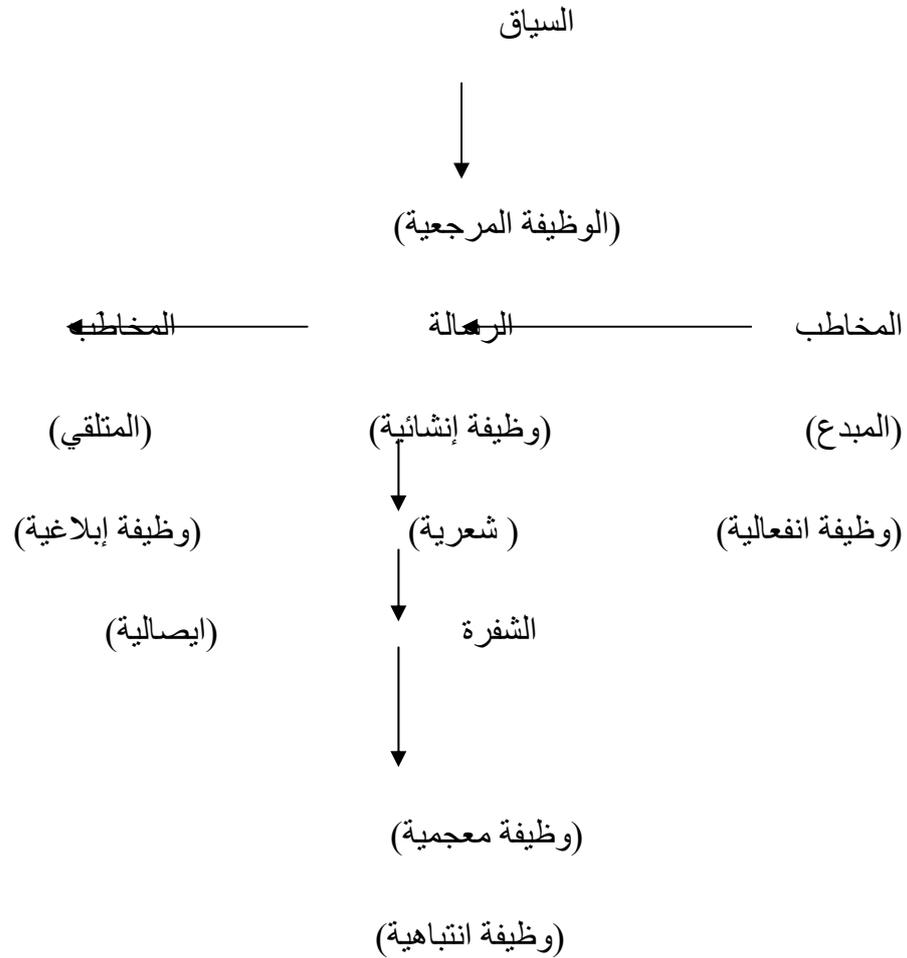 السياق
(الوظيفة المرجعية)
المخاطب الرسالة المخاطب
(المبدع) (وظيفة إنشائية) (المتلقي)
(وظيفة انفعالية) ( شعرية) (وظيفة إبلاغية)
الشفرة (ايصالية)
(وظيفة معجمية)
(وظيفة انتباهية)